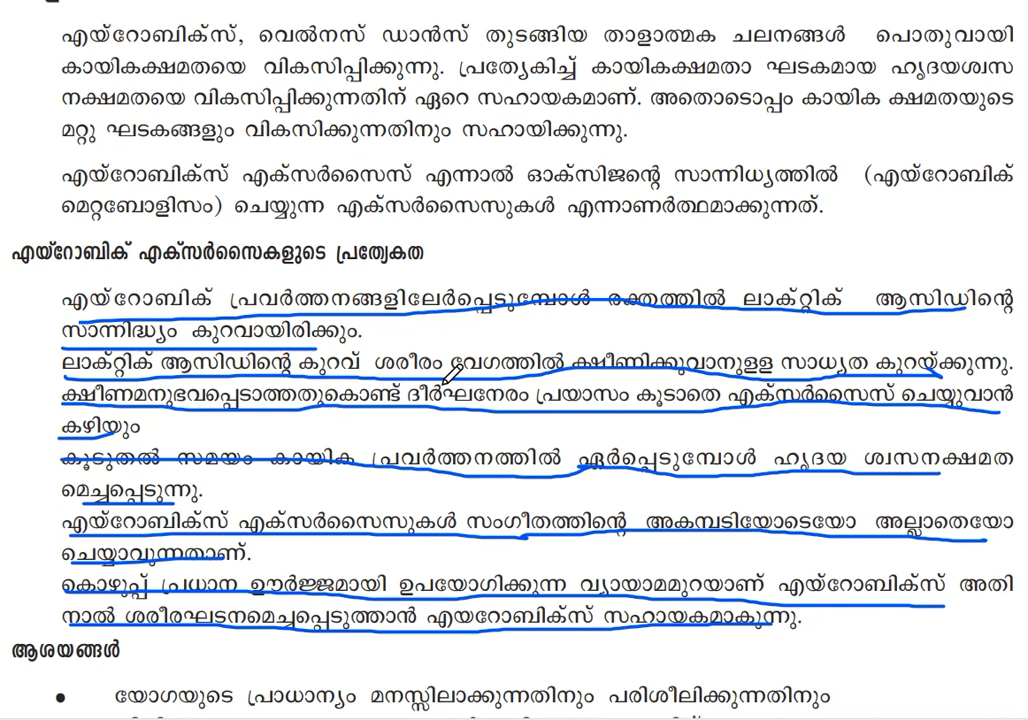 എയ്റോബിക്സ്, വെൽനസ് ഡാൻസ് തുടങ്ങിയ താളാത്മക ചലനങ്ങൾ പൊതുവായി
കായികക്ഷമതയെ വികസിപ്പിക്കുന്നു. പ്രത്യേകിച്ച് കായികക്ഷമതാ ഘടകമായ ഹൃദയശ്വസ
നക്ഷമതയെ വികസിപ്പിക്കുന്നതിന് ഏറെ സഹായകമാണ്. അതൊടൊപ്പം കായിക ക്ഷമതയുടെ
മറ്റു ഘടകങ്ങളും വികസിക്കുന്നതിനും സഹായിക്കുന്നു.
എയ്റോബിക്സ് എക്സർസൈസ് എന്നാൽ ഓക്സിജന്റെ സാന്നിധ്യത്തിൽ (എയ്റോബിക്
മെറ്റബോളിസം) ചെയ്യുന്ന എക്സർസൈസുകൾ എന്നാണർത്ഥമാക്കുന്നത്.
എയ്റോബിക് എക്സർസൈകളുടെ പ്രത്യേകത
എയ്റോബിക് പ്രവർത്തനങ്ങളിലേർപ്പെടുമ്പോൾ രക്തത്തിൽ ലാക്റ്റിക് ആസിഡിന്റെ
സാന്നിദ്ധ്യം കുറവായിരിക്കും.
ലാക്റ്റിക് ആസിഡിന്റെ കുറവ് ശരീരം വേഗത്തിൽ ക്ഷീണിക്കുവാനുളള സാധ്യത കുറയ്ക്കുന്നു.
ക്ഷീണമനുഭവപ്പെടാത്തതുകൊണ്ട് ദീർഘനേരം പ്രയാസം കൂടാതെ എക്സർസൈസ് ചെയ്യുവാൻ
കഴിയും
കൂടുതൽ സമയം കായിക പ്രവർത്തനത്തിൽ ഏർപ്പെടുമ്പോൾ ഹൃദയ ശ്വസനക്ഷമത
മെച്ചപ്പെടുന്നു.
എയ്റോബിക്സ് എക്സർസൈസുകൾ സംഗീതത്തിന്റെ അകമ്പടിയോടെയോ അല്ലാതെയോ
ചെയ്യാവുന്നതാണ്.
കൊഴുപ്പ് പ്രധാന ഊർജ്ജമായി ഉപയോഗിക്കുന്ന വ്യായാമമുറയാണ് എയ്റോബിക്സ് അതി
നാൽ ശരീരഘടനമെച്ചപ്പെടുത്താൻ എയറോബിക്സ് സഹായകമാകുന്നു.
ആശയങ്ങൾ
• യോഗയുടെ പ്രാധാന്യം മനസ്സിലാക്കുന്നതിനും പരിശീലിക്കുന്നതിനും